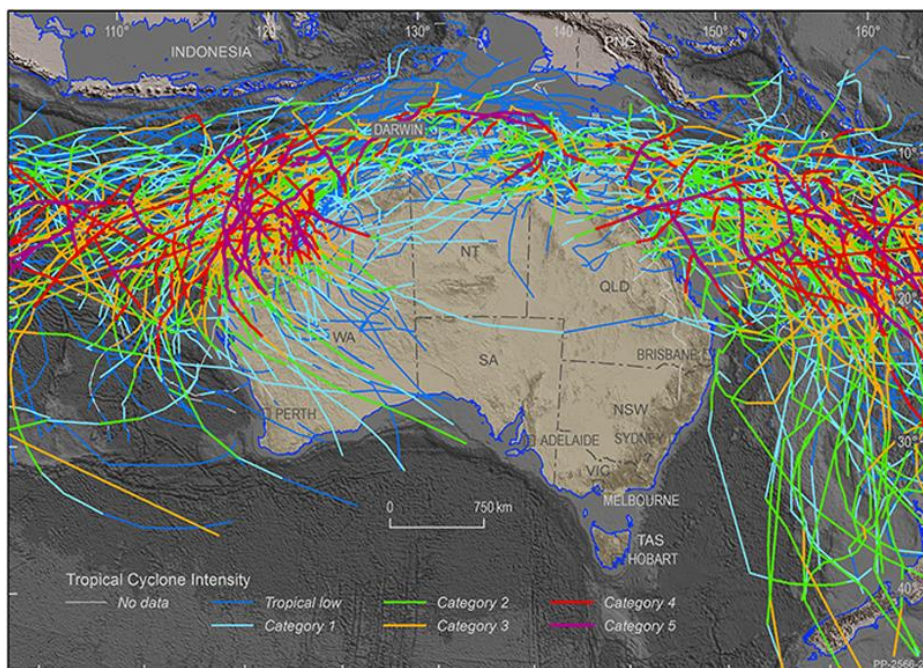 110°
120°
130°
140°
150°
160°
INDONESIA
PNG
DARWIN
10°
NT
QLD
20°
WA
SA
BRISBANE
NSW
PERTH
ADELAIDE
SYDNEY
30°
VIC
0 750 km
MELBOURNE
TAS
HOBART
Tropical Cyclone Intensity
No data
Tropical low
Category 2
Category 4
40°
Category 1
Category 3
Category 5